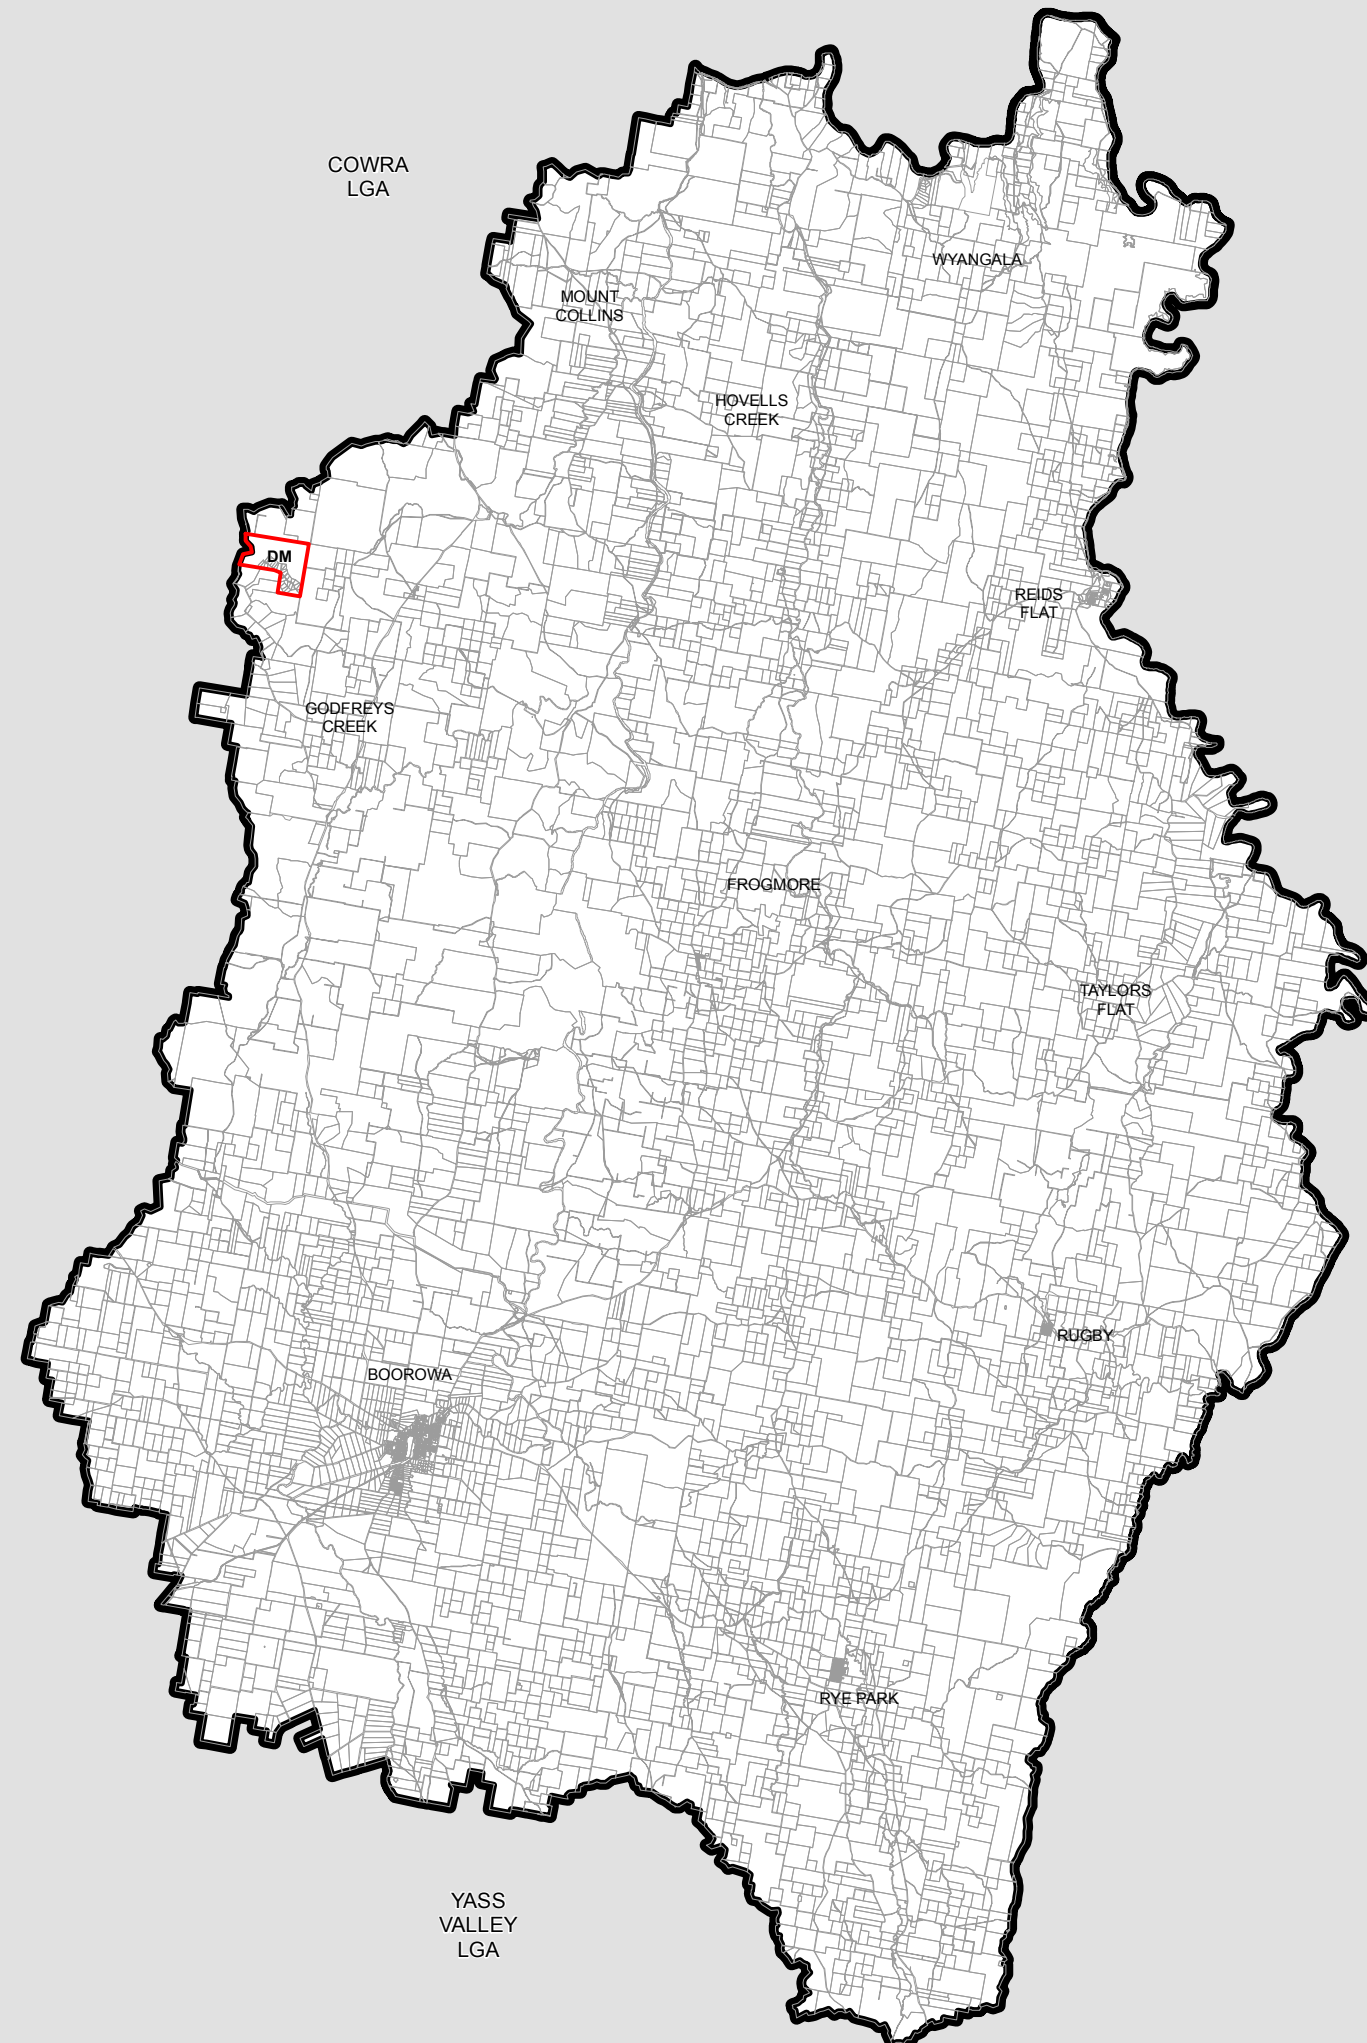 COWRA
LGA
WYANGALA
MOUNT
COLLINS
HOVELLS
CREEK
DM
REIDS
FLAT
GODFREYS
CREEK
FROGMORE
TAYLORS
FLAT
RUGBY
BOOROWA
RYE PARK
YASS
VALLEY
LGA